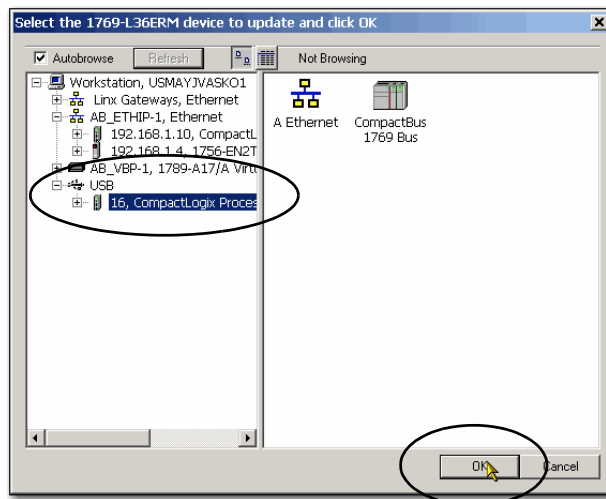 Select the 1769-L36ERM device to update and click OK
Autobrowse Refresh Not Browsing
Workstation, USMAYJVASKO1
Linx Gateways, Ethernet
AB_ETHIP-1, Ethernet
192.168.1.10, CompactL
192.168.1.4, 1756-EN2T
AB_VBP-1, 1789-A17/A Virtu
USB
16, CompactLogix Proces
A Ethernet
CompactBus
1769 Bus
OK
Cancel